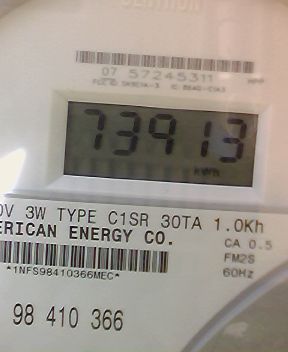 CENTRON
07 57245311
73913
kWh
0V 3W TYPE C1SR 30TA 1.0Kh
ERICAN ENERGY CO.
CA 0.5
FM2S
60Hz
*1NFS98410366MEC*
98 410 366